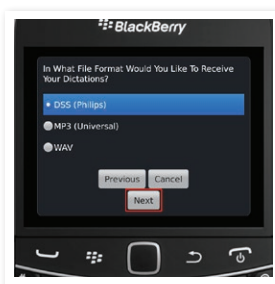 BlackBerry
In What File Format Would You Like To Receive
Your Dictations?
DSS (Philips)
MP3 (Universal)
WAV
Previous Cancel
Next